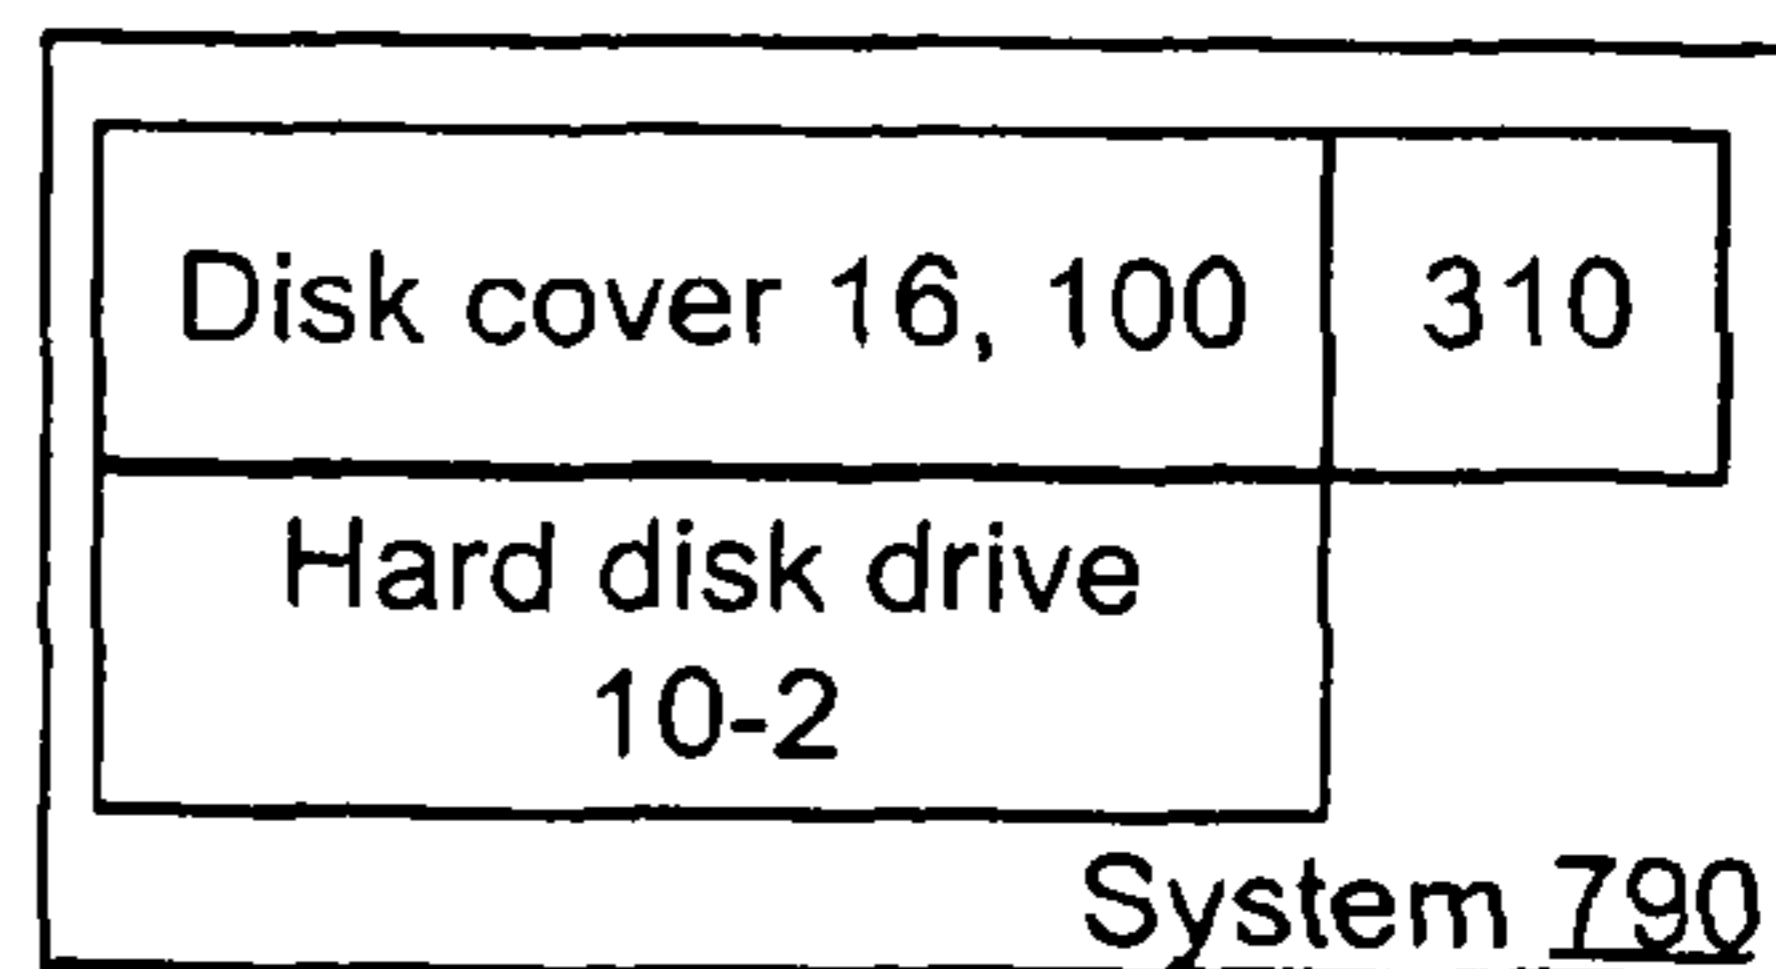 Disk cover 16, 100
310
Hard disk drive
10-2
System 790